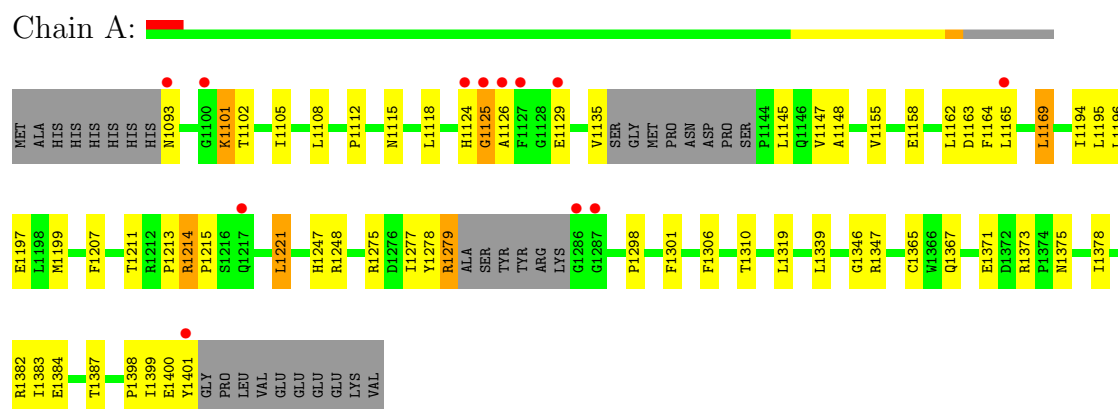 Chain A:
MET ALA HIS HIS HIS HIS HIS HIS N1093 G1100 K1101 T1102 I1105 L1108 P1112 N1115 L1118 H1124 G1125 A1126 F1127 G1128 E1129 V1135 SER GLY MET PRO ASN ASP PRO SER P1144 L1145 Q1146 V1147 A1148 V1155 E1158 L1162 D1163 F1164 L1165 L1169 I1194 L1195 L1196
E1197 L1198 M1199 F1207 T1211 R1212 P1213 R1214 P1215 S1216 Q1217 L1221 H1247 R1248 R1275 D1276 I1277 Y1278 R1279 ALA SER TYR TYR ARG LYS G1286 G1287 P1298 F1301 F1306 T1310 L1319 L1339 G1346 R1347 C1365 W1366 Q1367 E1371 D1372 R1373 P1374 N1375 I1378
R1382 I1383 E1384 T1387 P1398 I1399 E1400 Y1401 GLY PRO LEU VAL GLU GLU GLU GLU LYS VAL